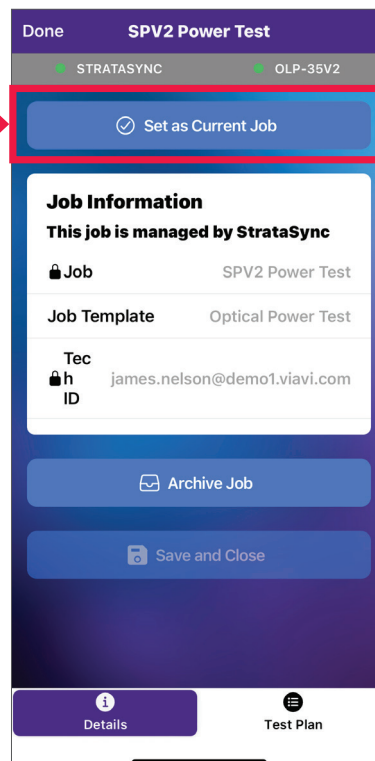 Done SPV2 Power Test
STRATASYNC OLP-35V2
Set as Current Job
Job Information
This job is managed by StrataSync
Job SPV2 Power Test
Job Template Optical Power Test
Tec
h james.nelson@demo1.viavi.com
ID
Archive Job
Save and Close
Details Test Plan